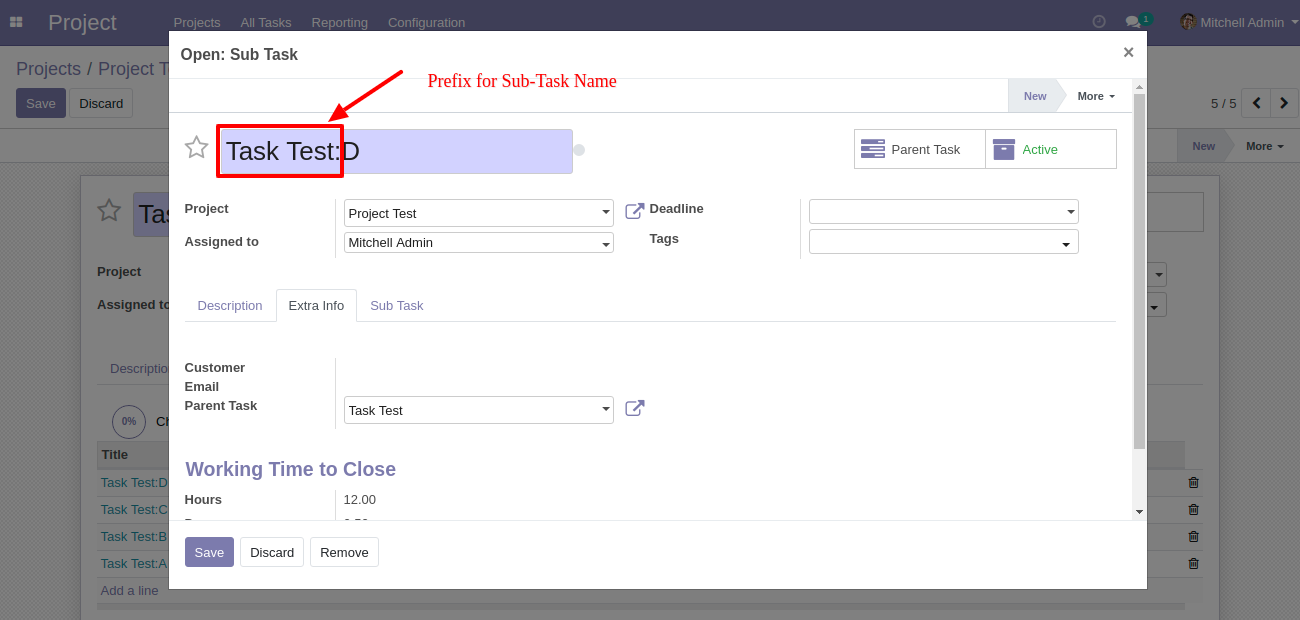 Project
Projects All Tasks Reporting Configuration
1 Mitchell Admin
Projects / Project
Save Discard
5 / 5
New More
Open: Sub Task
×
Prefix for Sub-Task Name
New More
Task Test:D
Parent Task Active
Project
Project Test
Deadline
Assigned to
Mitchell Admin
Tags
Description Extra Info Sub Task
Customer
Email
Parent Task
Task Test
Working Time to Close
Hours 12.00
Save Discard Remove
Project
Assigned to
0%
Title
Task Test:D
Task Test:C
Task Test:B
Task Test:A
Add a line